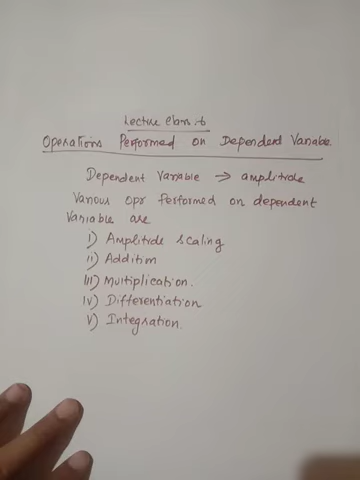 Lecture Class :- 6
Operations Performed on Dependent Variable
Dependent Variable → amplitude
Various opr Performed on dependent
Variable are
I) Amplitude scaling
II) Addition
III) Multiplication.
IV) Differentiation
V) Integration.